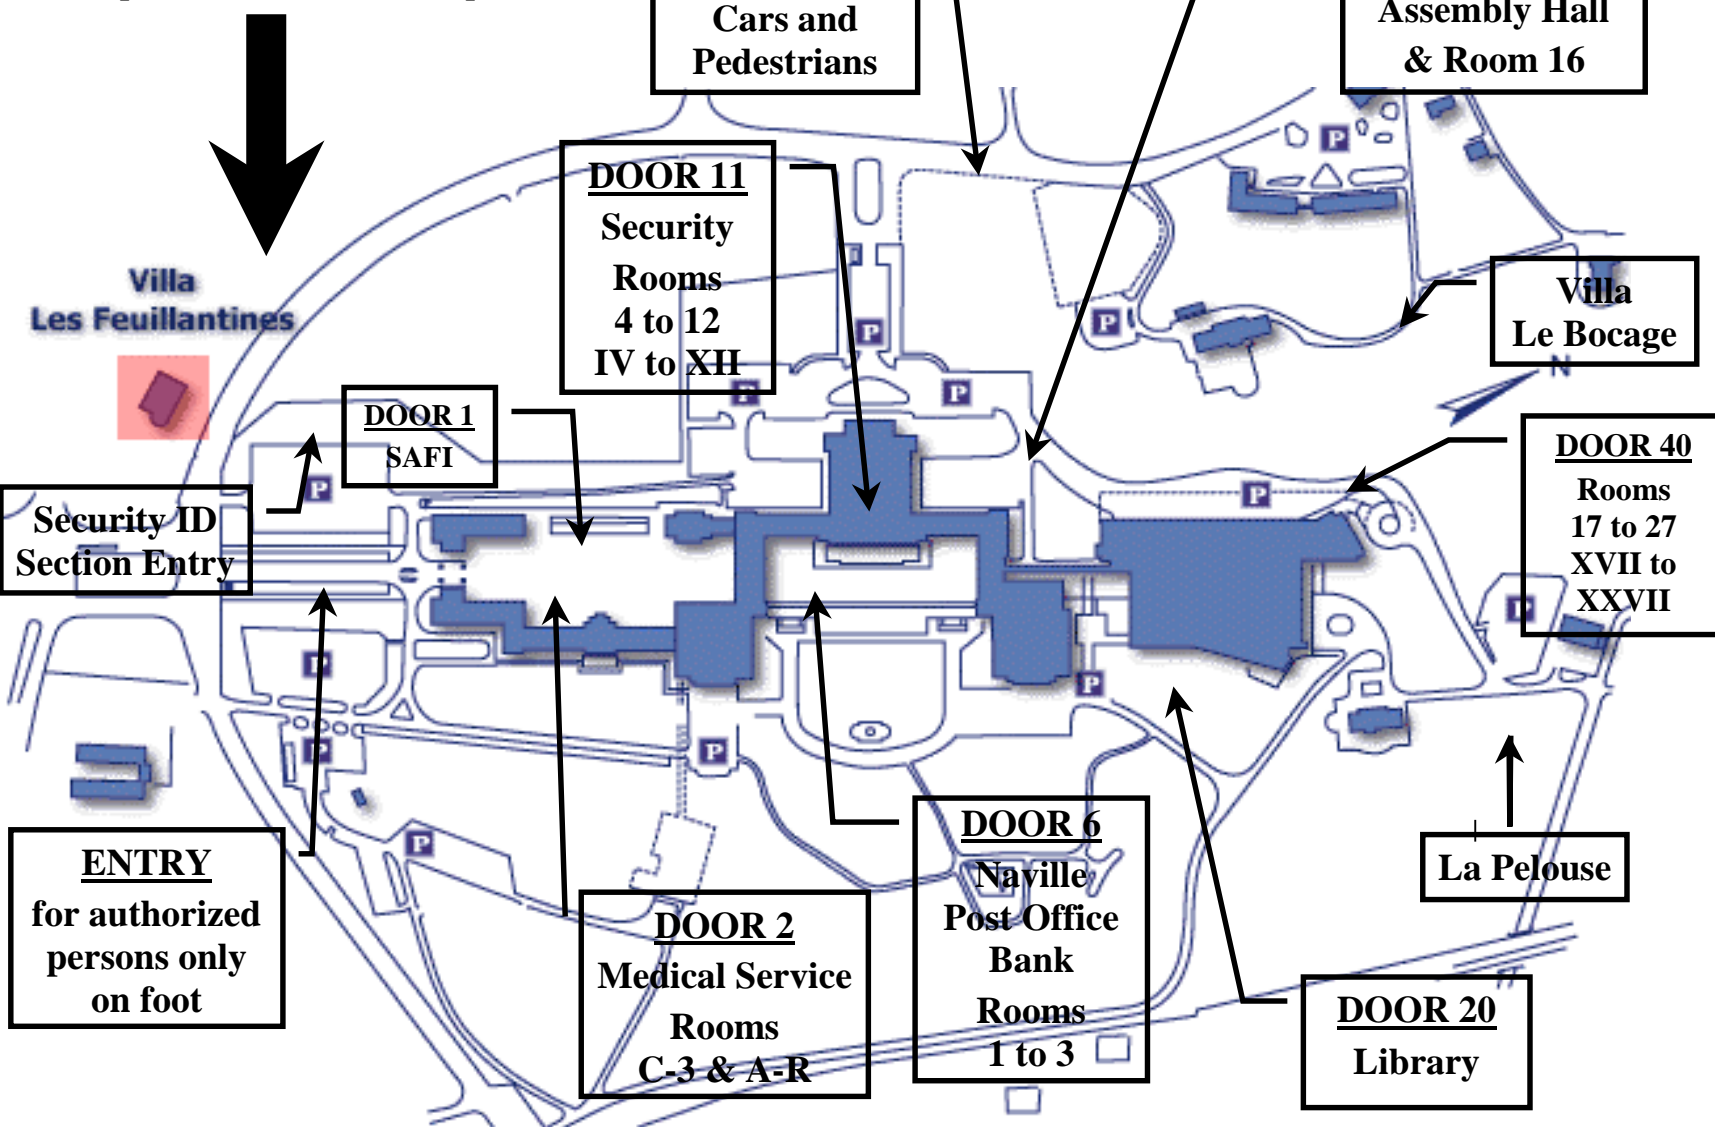 Cars and
Pedestrians
Assembly Hall
& Room 16
P
DOOR 11
Security
Rooms
4 to 12
IV to XII
Villa
Les Feuillantines
Villa
Le Bocage
P
P
N
P
P
DOOR 1
SAFI
DOOR 40
Rooms
17 to 27
XVII to
XXVII
P
P
Security ID
Section Entry
P
P
P
P
P
P
ENTRY
for authorized
persons only
on foot
DOOR 6
Naville
Post Office
Bank
Rooms
1 to 3
La Pelouse
DOOR 2
Medical Service
Rooms
C-3 & A-R
DOOR 20
Library